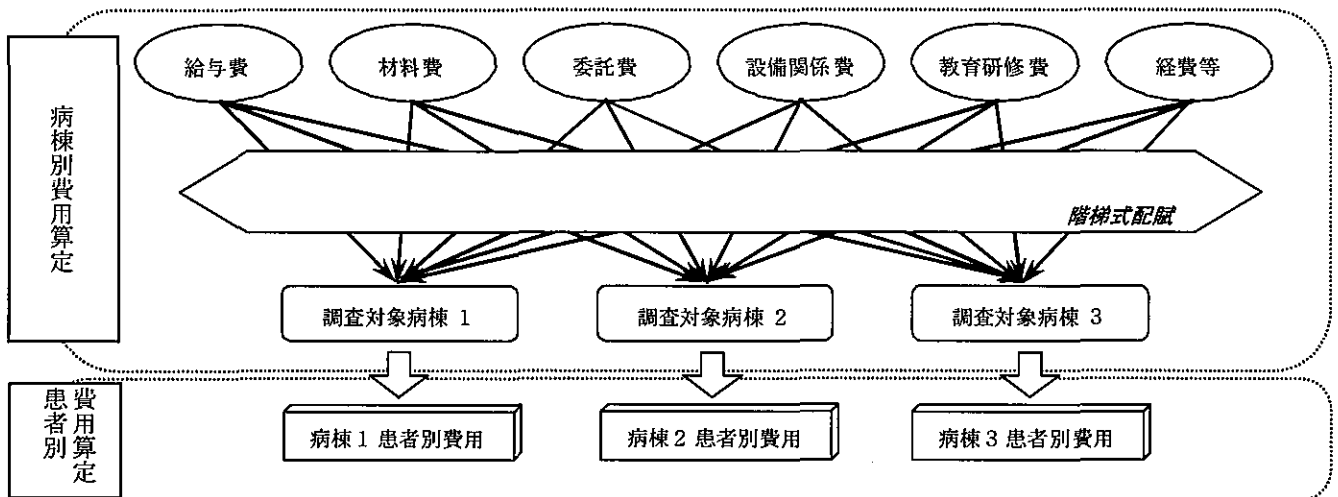 給与費
材料費
委託費
設備関係費
教育研修費
経費等
病棟別費用算定
階梯式配賦
調査対象病棟 1
調査対象病棟 2
調査対象病棟 3
患者別
費用算定
病棟1 患者別費用
病棟2 患者別費用
病棟3 患者別費用